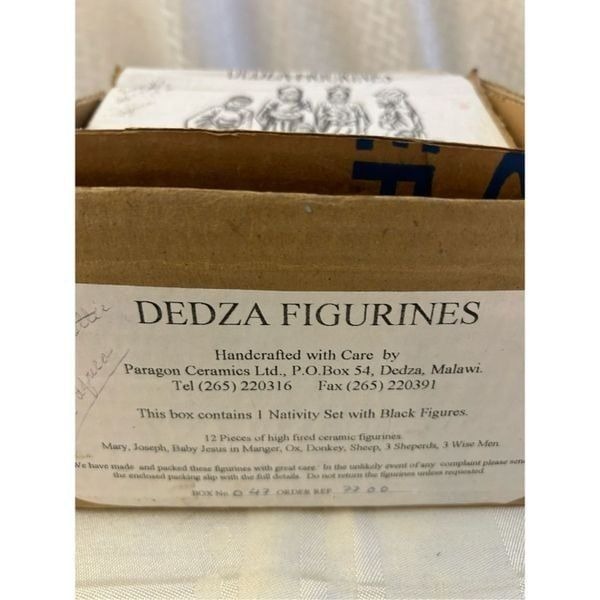 DEDZA FIGURINES
DEDZA FIGURINES
Handcrafted with Care by
Paragon Ceramics Ltd., P.O.Box 54, Dedza, Malawi.
Tel (265) 220316 Fax (265) 220391
This box contains 1 Nativity Set with Black Figures.
12 Pieces of high fired ceramic figurines.
Mary, Joseph, Baby Jesus in Manger, Ox, Donkey, Sheep, 3 Sheperds, 3 Wise Men.
We have made and packed these figurines with great care. In the unlikely event of any complaint please send
the enclosed packing slip with the full details. Do not return the figurines unless requested.
BOX No 047 ORDER REF 7700